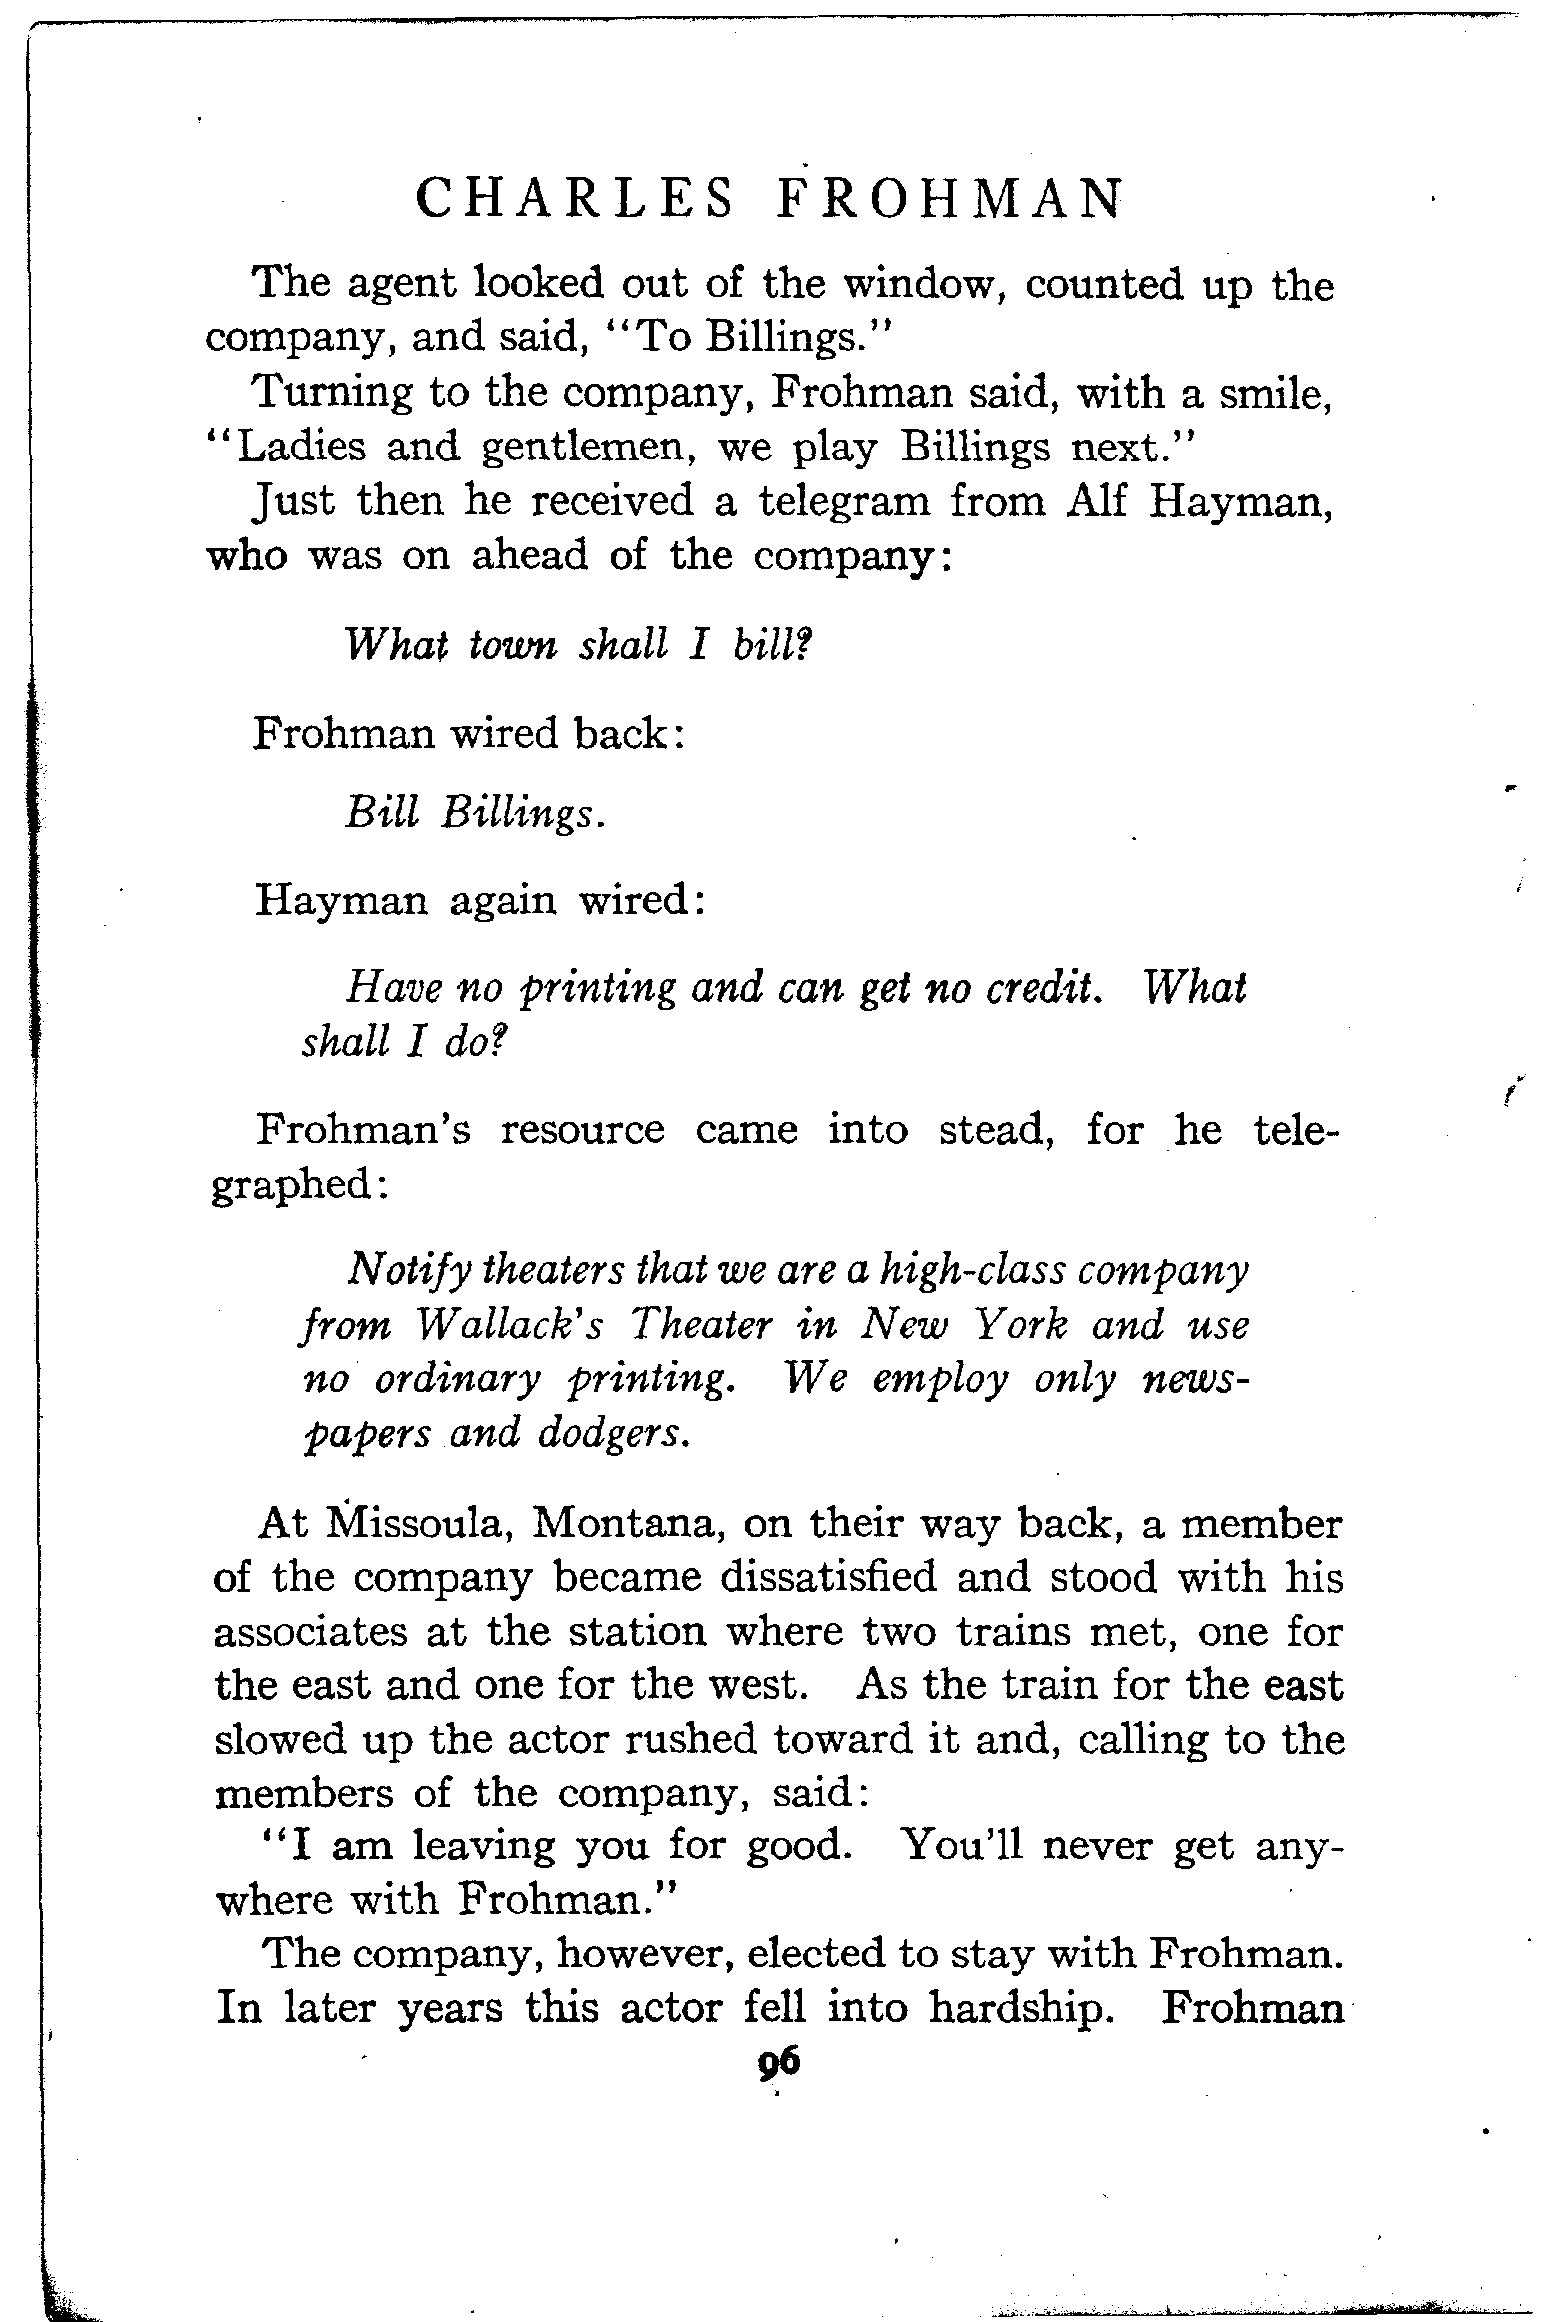 CHARLES FROHMAN
The agent looked out of the window, counted up the
company, and said, "To Billings."
Turning to the company, Frohman said, with a smile,
"Ladies and gentlemen, we play Billings next."
Just then he received a telegram from Alf Hayman,
who was on ahead of the company:
What town shall I bill?
Frohman wired back:
Bill Billings.
Hayman again wired:
Have no printing and can get no credit. What
shall I do?
Frohman's resource came into stead, for he tele-
graphed:
Notify theaters that we are a high-class company
from Wallack's Theater in New York and use
no ordinary printing. We employ only news-
papers and dodgers.
At Missoula, Montana, on their way back, a member
of the company became dissatisfied and stood with his
associates at the station where two trains met, one for
the east and one for the west. As the train for the east
slowed up the actor rushed toward it and, calling to the
members of the company, said:
"I am leaving you for good. You'll never get any-
where with Frohman."
The company, however, elected to stay with Frohman.
In later years this actor fell into hardship. Frohman
96